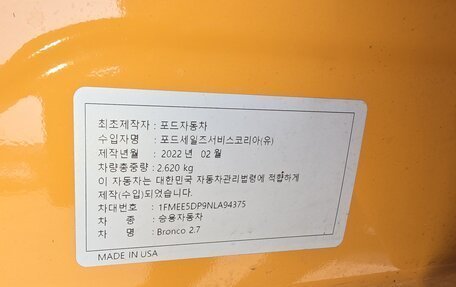 최초제작자 : 포드자동차
수입자명 : 포드세일즈서비스코리아(유)
제작년월 : 2022 년 02 월
차량총중량 : 2.620 kg
이 자동차는 대한민국 자동차관리법령에 적합하게
제작(수입)되었습니다.
차대번호 : 1FMEE5DP9NLA94375
차 종 : 승용자동차
차 명 : Bronco 2.7
MADE IN USA